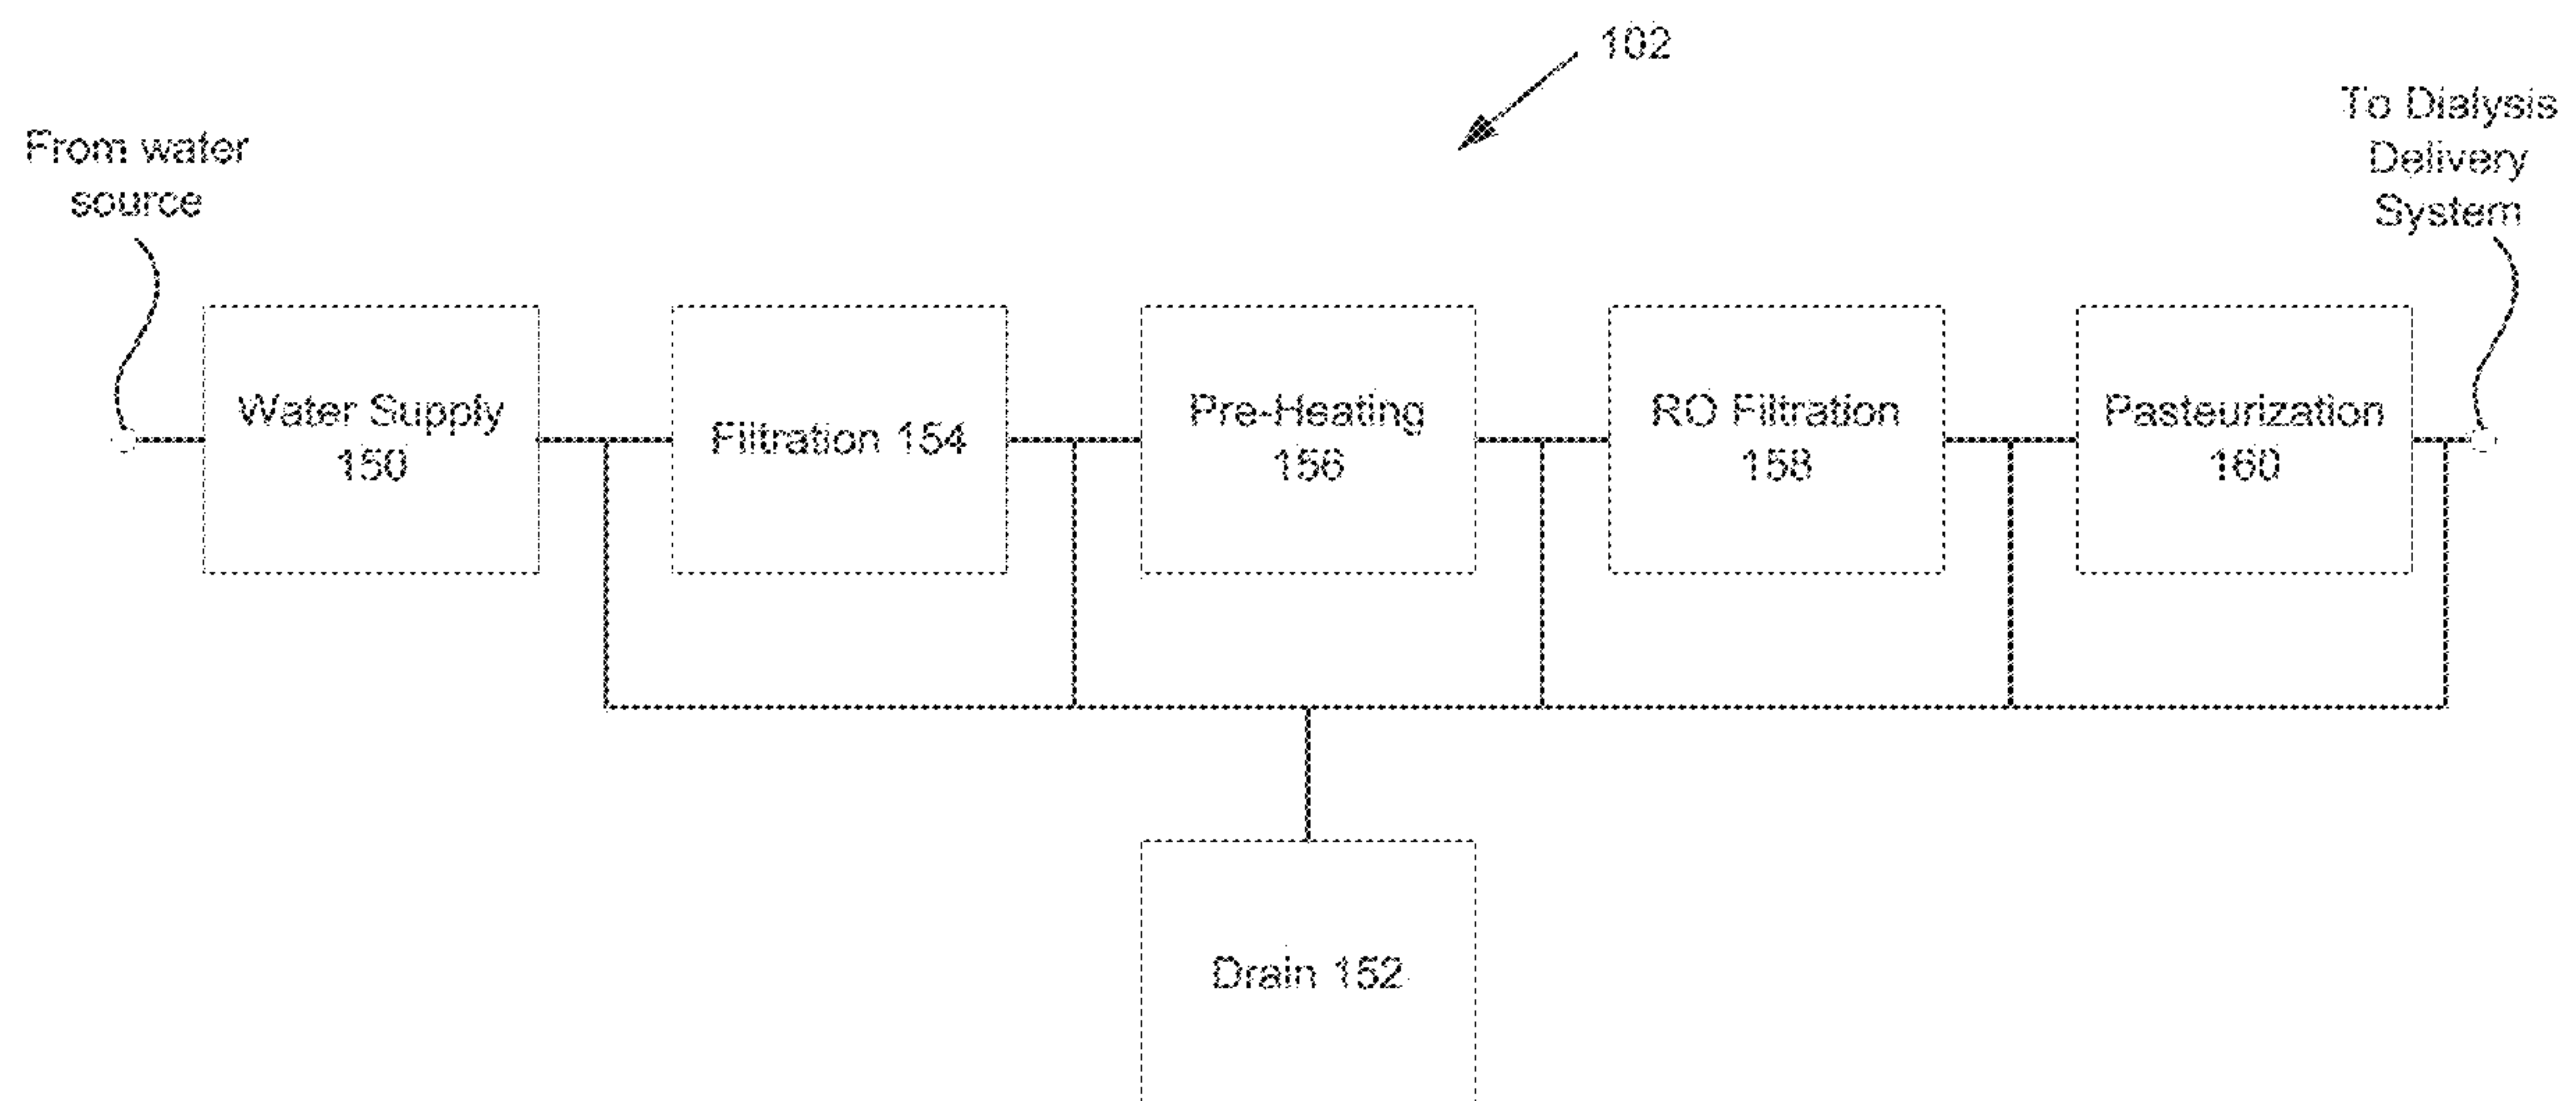 102
From water
source
To Dialysis
Delivery
System
Water Supply
150
Filtration 154
Pre-Heating
156
RO Filtration
158
Pasteurization
160
Drain 152